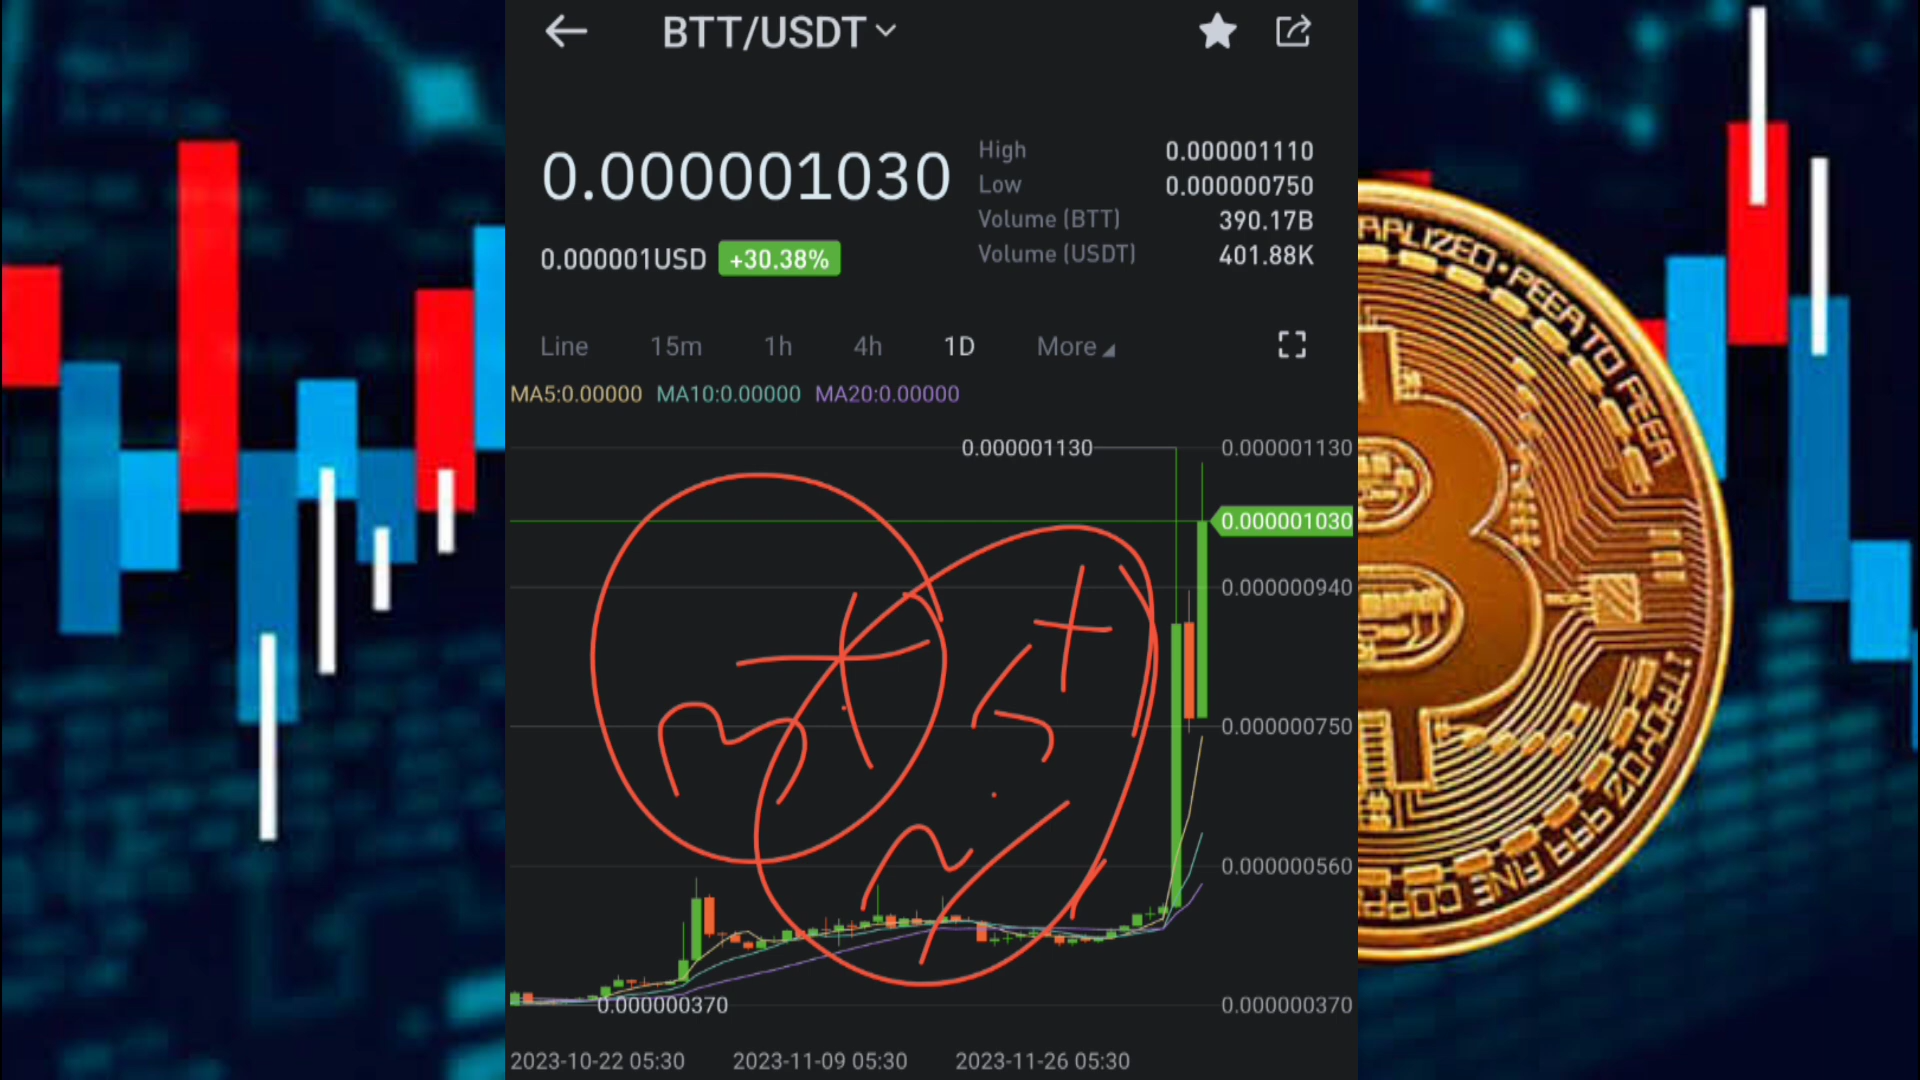 BTT/USDT
0.000001030
0.000001USD +30.38%
High 0.000001110
Low 0.000000750
Volume (BTT) 390.17B
Volume (USDT) 401.88K
Line 15m 1h 4h 1D More
MA5:0.00000 MA10:0.00000 MA20:0.00000
0.000001130
0.000001130
0.000001030
0.000000940
0.000000750
0.000000560
0.000000370
0.000000370
2023-10-22 05:30 2023-11-09 05:30 2023-11-26 05:30
PEER TO PEER